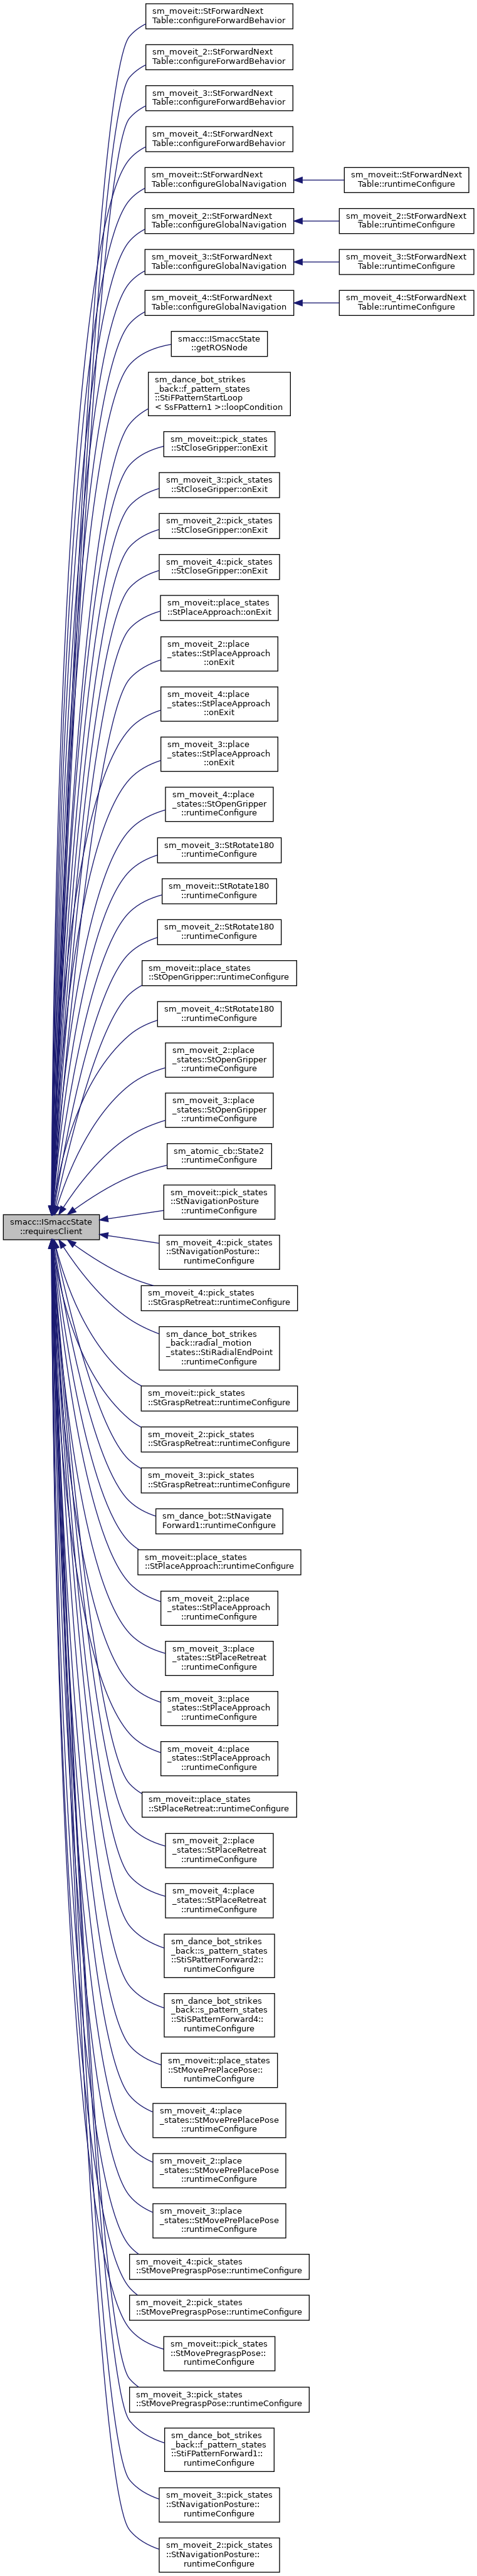 sm_moveit::StForwardNext
Table::configureForwardBehavior
sm_moveit_2::StForwardNext
Table::configureForwardBehavior
sm_moveit_3::StForwardNext
Table::configureForwardBehavior
sm_moveit_4::StForwardNext
Table::configureForwardBehavior
sm_moveit::StForwardNext
Table::configureGlobalNavigation
sm_moveit::StForwardNext
Table::runtimeConfigure
sm_moveit_2::StForwardNext
Table::configureGlobalNavigation
sm_moveit_2::StForwardNext
Table::runtimeConfigure
sm_moveit_3::StForwardNext
Table::configureGlobalNavigation
sm_moveit_3::StForwardNext
Table::runtimeConfigure
sm_moveit_4::StForwardNext
Table::configureGlobalNavigation
sm_moveit_4::StForwardNext
Table::runtimeConfigure
smacc::ISmaccState
::getROSNode
sm_dance_bot_strikes
_back::f_pattern_states
::StiFPatternStartLoop
< SsFPattern1 >::loopCondition
sm_moveit::pick_states
::StCloseGripper::onExit
sm_moveit_3::pick_states
::StCloseGripper::onExit
sm_moveit_2::pick_states
::StCloseGripper::onExit
sm_moveit_4::pick_states
::StCloseGripper::onExit
sm_moveit::place_states
::StPlaceApproach::onExit
sm_moveit_2::place
_states::StPlaceApproach
::onExit
sm_moveit_4::place
_states::StPlaceApproach
::onExit
sm_moveit_3::place
_states::StPlaceApproach
::onExit
sm_moveit_4::place
_states::StOpenGripper
::runtimeConfigure
sm_moveit_3::StRotate180
::runtimeConfigure
sm_moveit::StRotate180
::runtimeConfigure
sm_moveit_2::StRotate180
::runtimeConfigure
sm_moveit::place_states
::StOpenGripper::runtimeConfigure
sm_moveit_4::StRotate180
::runtimeConfigure
sm_moveit_2::place
_states::StOpenGripper
::runtimeConfigure
sm_moveit_3::place
_states::StOpenGripper
::runtimeConfigure
sm_atomic_cb::State2
::runtimeConfigure
sm_moveit::pick_states
::StNavigationPosture
::runtimeConfigure
smacc::ISmaccState
::requiresClient
sm_moveit_4::pick_states
::StNavigationPosture::
runtimeConfigure
sm_moveit_4::pick_states
::StGraspRetreat::runtimeConfigure
sm_dance_bot_strikes
_back::radial_motion
_states::StiRadialEndPoint
::runtimeConfigure
sm_moveit::pick_states
::StGraspRetreat::runtimeConfigure
sm_moveit_2::pick_states
::StGraspRetreat::runtimeConfigure
sm_moveit_3::pick_states
::StGraspRetreat::runtimeConfigure
sm_dance_bot::StNavigate
Forward1::runtimeConfigure
sm_moveit::place_states
::StPlaceApproach::runtimeConfigure
sm_moveit_2::place
_states::StPlaceApproach
::runtimeConfigure
sm_moveit_3::place
_states::StPlaceRetreat
::runtimeConfigure
sm_moveit_3::place
_states::StPlaceApproach
::runtimeConfigure
sm_moveit_4::place
_states::StPlaceApproach
::runtimeConfigure
sm_moveit::place_states
::StPlaceRetreat::runtimeConfigure
sm_moveit_2::place
_states::StPlaceRetreat
::runtimeConfigure
sm_moveit_4::place
_states::StPlaceRetreat
::runtimeConfigure
sm_dance_bot_strikes
_back::s_pattern_states
::StiSPatternForward2::
runtimeConfigure
sm_dance_bot_strikes
_back::s_pattern_states
::StiSPatternForward4::
runtimeConfigure
sm_moveit::place_states
::StMovePrePlacePose::
runtimeConfigure
sm_moveit_4::place
_states::StMovePrePlacePose
::runtimeConfigure
sm_moveit_2::place
_states::StMovePrePlacePose
::runtimeConfigure
sm_moveit_3::place
_states::StMovePrePlacePose
::runtimeConfigure
sm_moveit_4::pick_states
::StMovePregraspPose::runtimeConfigure
sm_moveit_2::pick_states
::StMovePregraspPose::runtimeConfigure
sm_moveit::pick_states
::StMovePregraspPose::
runtimeConfigure
sm_moveit_3::pick_states
::StMovePregraspPose::runtimeConfigure
sm_dance_bot_strikes
_back::f_pattern_states
::StiFPatternForward1::
runtimeConfigure
sm_moveit_3::pick_states
::StNavigationPosture::
runtimeConfigure
sm_moveit_2::pick_states
::StNavigationPosture::
runtimeConfigure